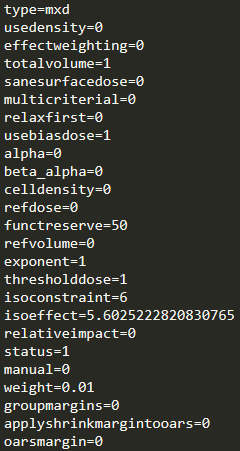 type=mxd
usedensity=0
effectweighting=0
totalvolume=1
sanesurfacedose=0
multicriterial=0
relaxfirst=0
usebiasdose=1
alpha=0
beta_alpha=0
celldensity=0
refdose=0
functreserve=50
refvolume=0
exponent=1
thresholddose=1
isoconstraint=6
isoeffect=5.6025222820830765
relativeimpact=0
status=1
manual=0
weight=0.01
groupmargins=0
applyshrinkmargintooars=0
oarsmargin=0